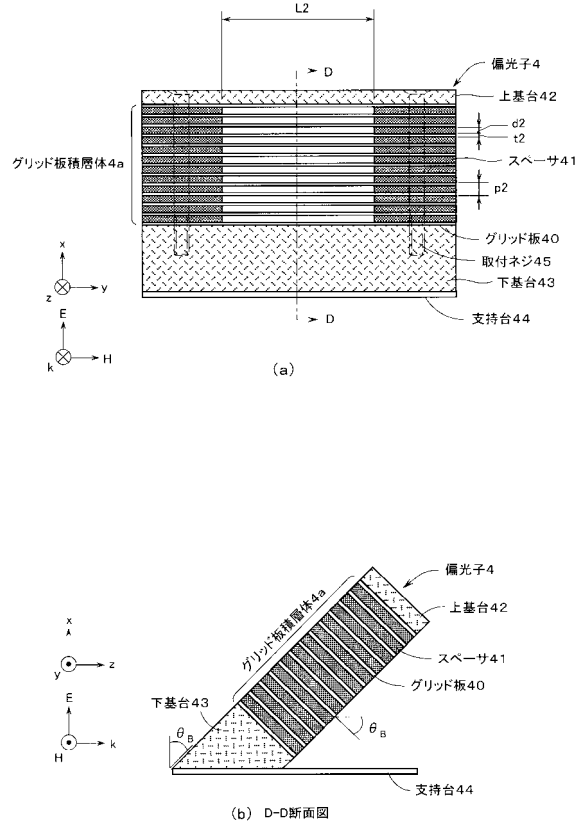 L2
D
偏光子4
上基台42
d2
t2
スペーサ41
グリッド板積層体4a
p2
グリッド板40
取付ネジ45
下基台43
支持台44
x
z
y
E
k
H
D
(a)
偏光子4
上基台42
グリッド板積層体4a
スペーサ41
グリッド板40
x
y
z
下基台43
E
θB
θB
H
k
支持台44
(b) D-D断面図